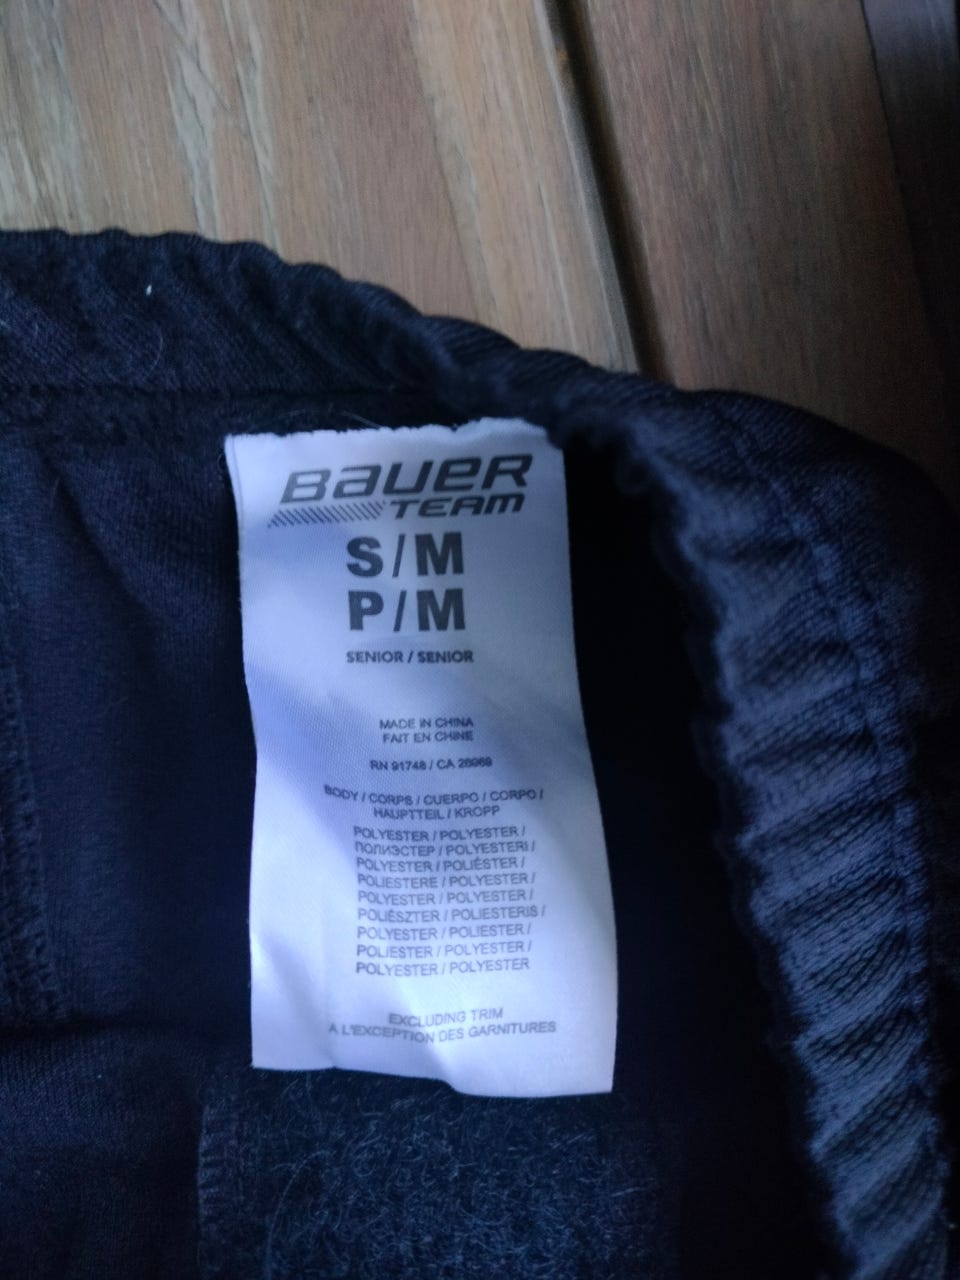 BAUER
TEAM
S/M
P/M
SENIOR / SENIOR
MADE IN CHINA
FAIT EN CHINE
RN 91748 / CA 26969
BODY / CORPS / CUERPO / CORPO /
HAUPTTEIL / KROPP
POLYESTER / POLYESTER /
ПОЛИЭСТЕР / POLYESTERI /
POLYESTER / POLIÉSTER /
POLIESTERE / POLYESTER /
POLYESTER / POLYESTER /
POLIÉSZTER / POLIESTERIS /
POLYESTER / POLIESTER /
POLIESTER / POLYESTER /
POLYESTER / POLYESTER
EXCLUDING TRIM
A L'EXCEPTION DES GARNITURES